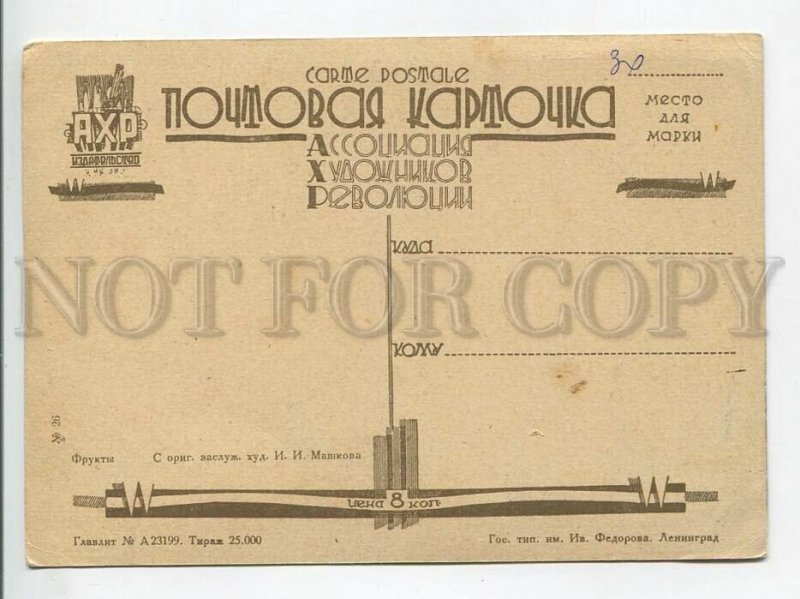 CARTE POSTALE
ПОЧТОВАЯ КАРТОЧКА
АССОЦИАЦИЯ
ХУДОЖНИКОВ
РЕВОЛЮЦИИ
АХР
ИЗДАТЕЛЬСТВО
МЕСТО
ДЛЯ
МАРКИ
КУДА
NOT FOR COPY
КОМУ
№ 26
Фрукты С ориг. заслуж. худ. И. И. Машкова
Цена 8 коп.
Главлит № А23199. Тираж 25.000
Гос. тип. им. Ив. Федорова. Ленинград